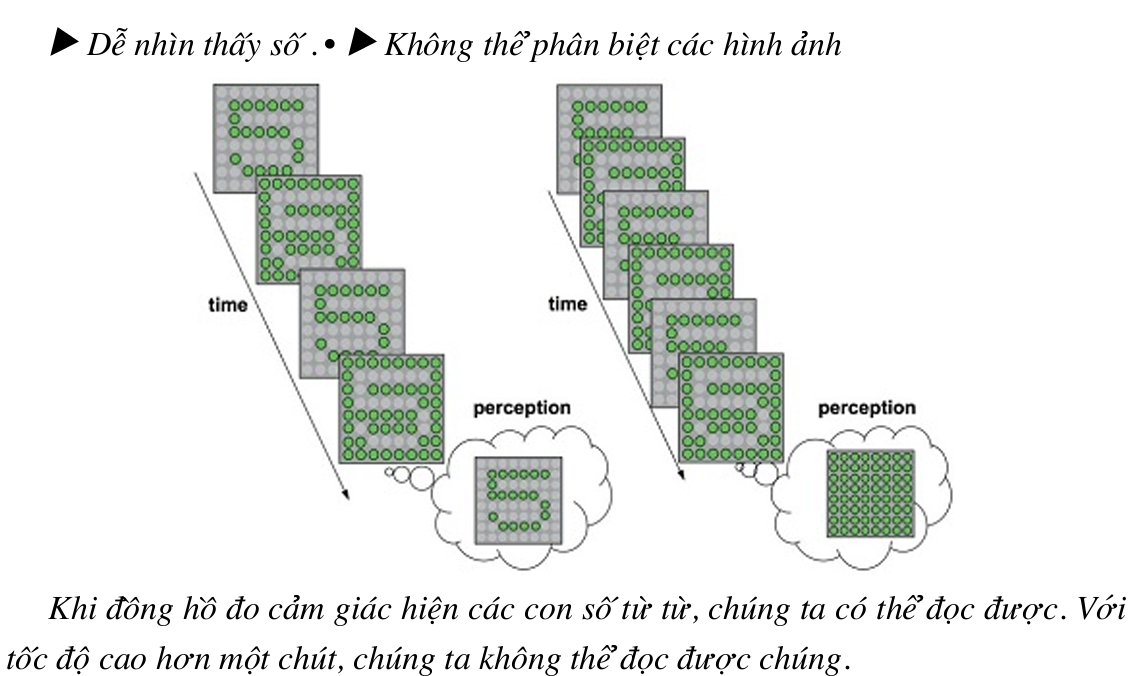 ▶ Dễ nhìn thấy số .• ▶ Không thể phân biệt các hình ảnh
time
time
perception
perception
Khi đông hồ đo cảm giác hiện các con số từ từ, chúng ta có thể đọc được. Với
tốc độ cao hơn một chút, chúng ta không thể đọc được chúng.